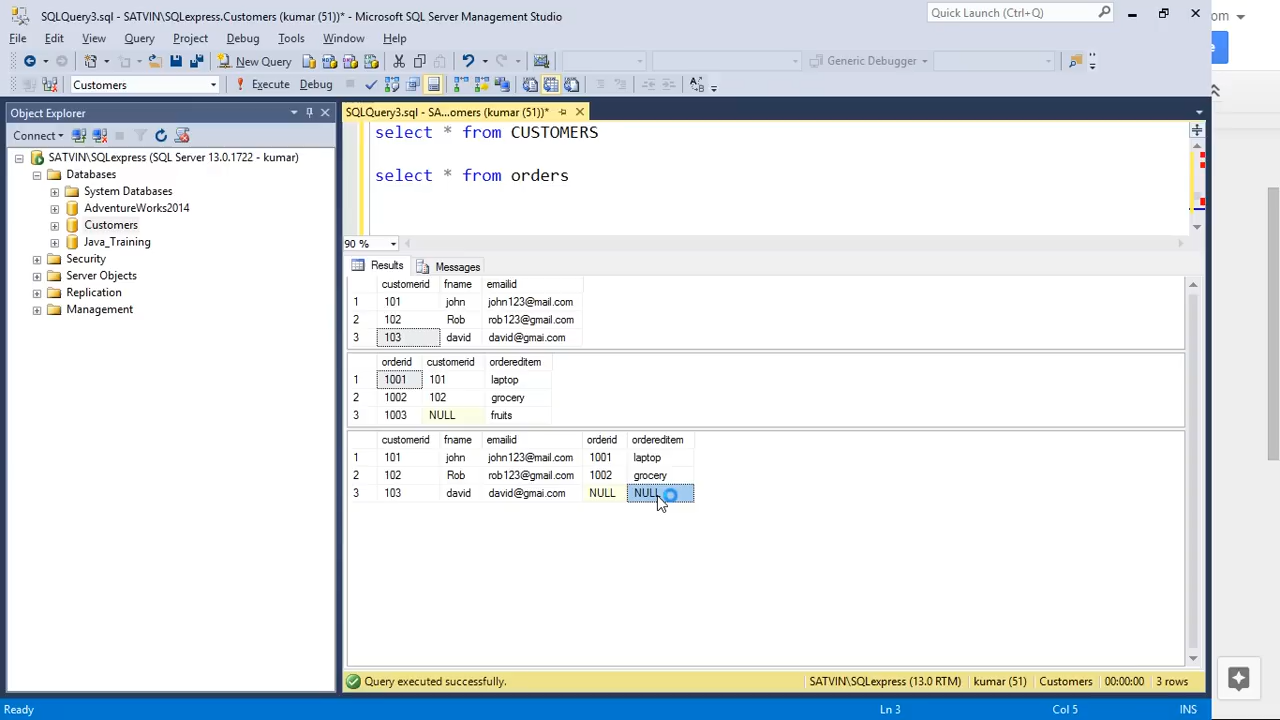 SQLQuery3.sql - SATVIN\SQLexpress.Customers (kumar (51))* - Microsoft SQL Server Management Studio
Quick Launch (Ctrl+Q)
om
File Edit View Query Project Debug Tools Window Help
New Query
Generic Debugger
Customers
Execute Debug
Object Explorer
SQLQuery3.sql - SA...omers (kumar (51))*
Connect
SATVIN\SQLexpress (SQL Server 13.0.1722 - kumar)
Databases
System Databases
AdventureWorks2014
Customers
Java_Training
Security
Server Objects
Replication
Management
select * from CUSTOMERS
select * from orders
90 %
Results Messages
customerid fname emailid
1 101 john john123@mail.com
2 102 Rob rob123@gmail.com
3 103 david david@gmai.com
orderid customerid ordereditem
1 1001 101 laptop
2 1002 102 grocery
3 1003 NULL fruits
customerid fname emailid orderid ordereditem
1 101 john john123@mail.com 1001 laptop
2 102 Rob rob123@gmail.com 1002 grocery
3 103 david david@gmai.com NULL NULL
Query executed successfully. SATVIN\SQLexpress (13.0 RTM) kumar (51) Customers 00:00:00 3 rows
Ready Ln 3 Col 5 INS